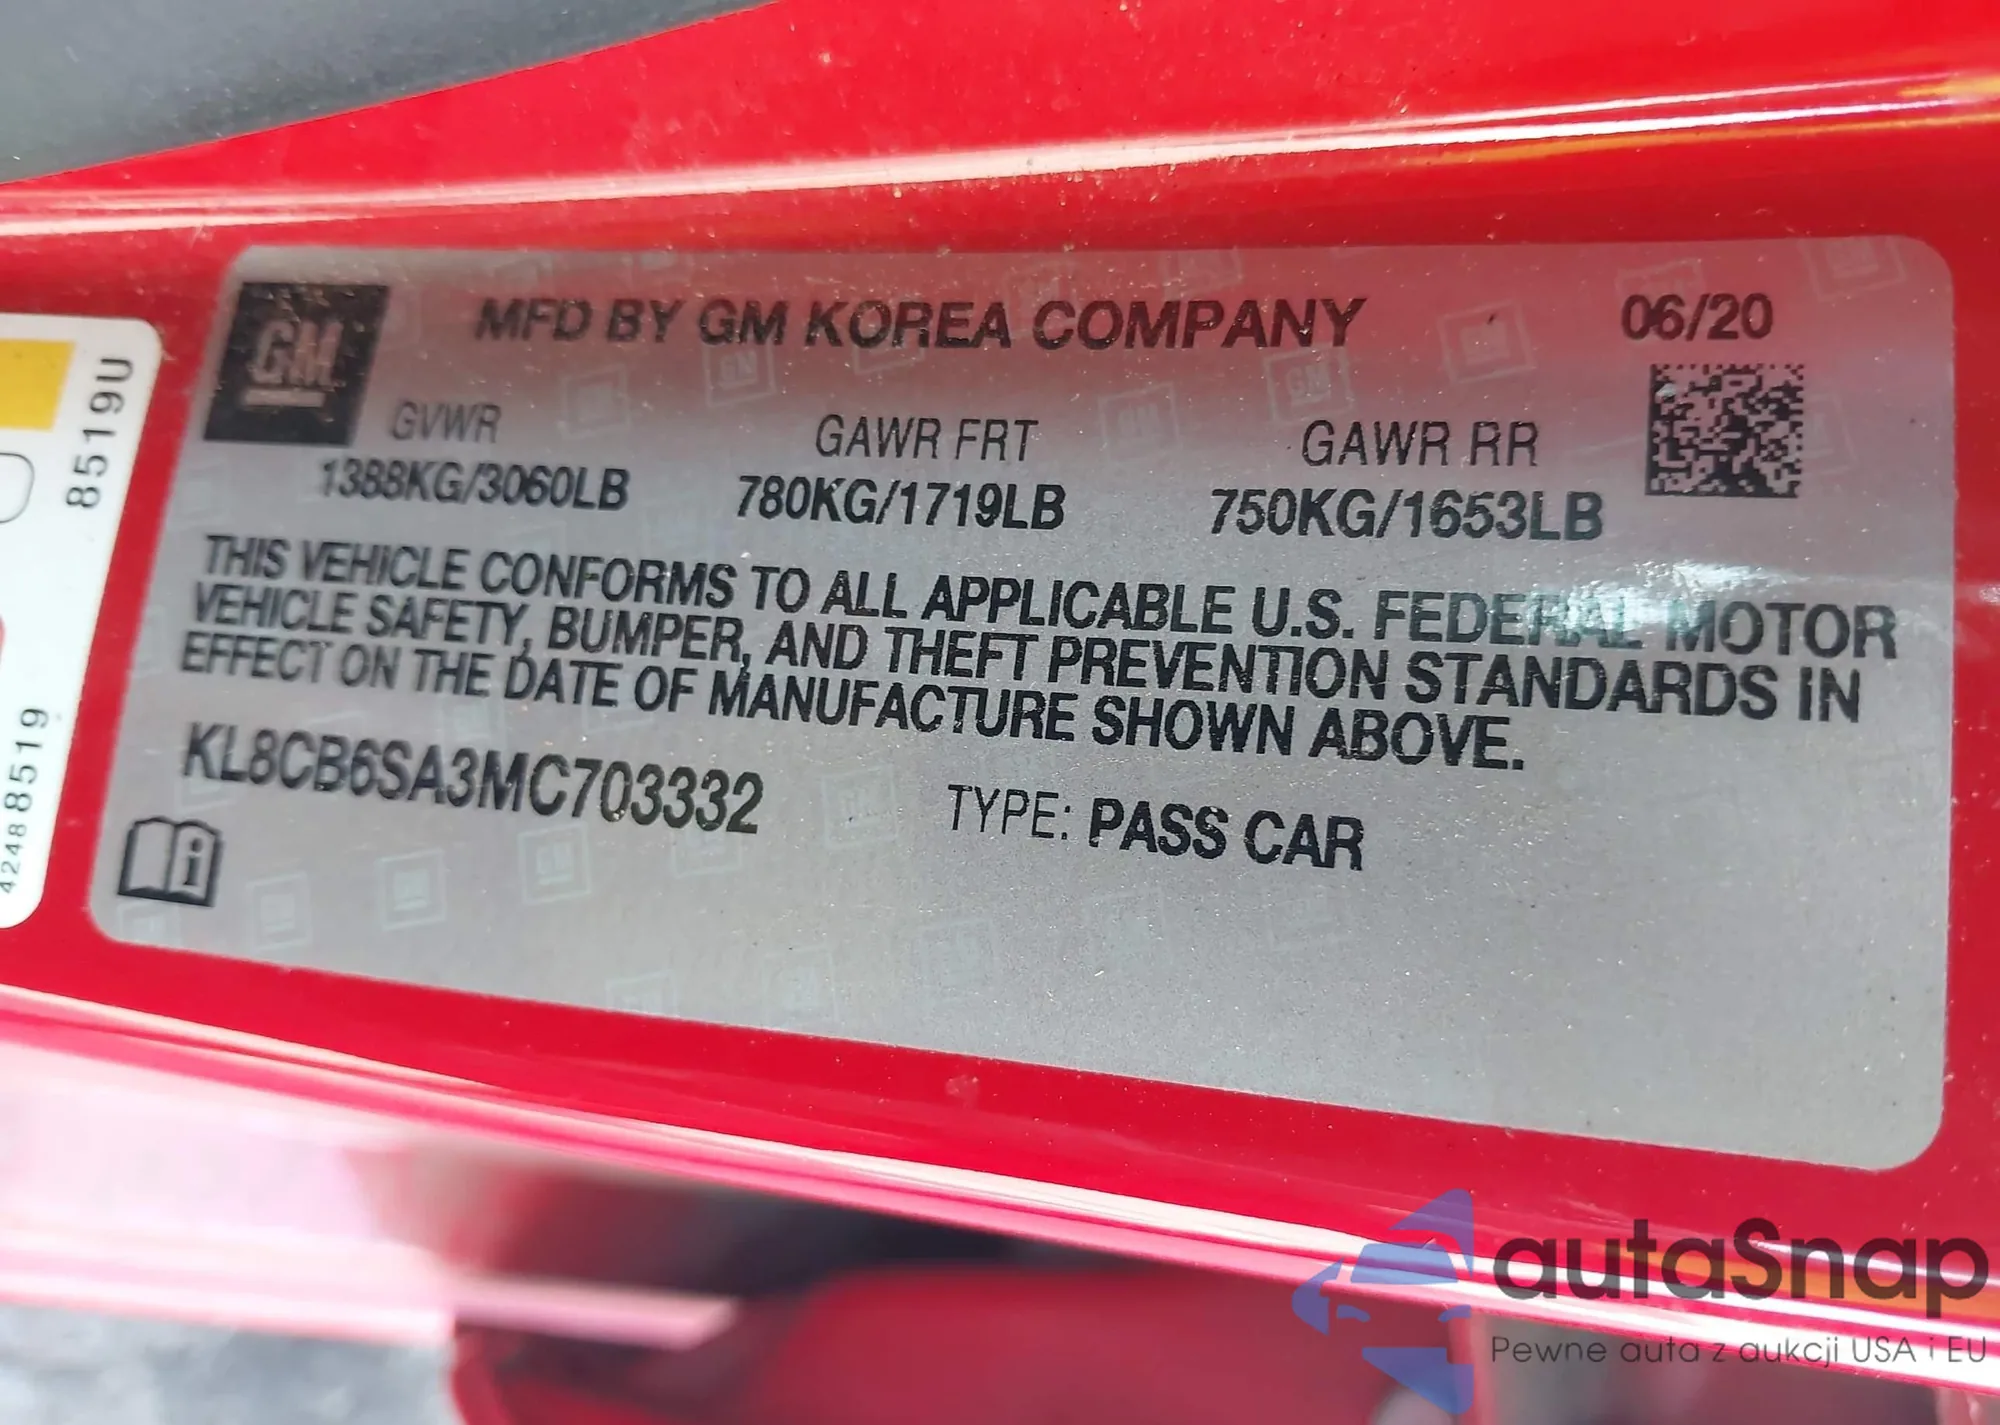 GM
MFD BY GM KOREA COMPANY
06/20
GVWR
GAWR FRT
GAWR RR
1388KG/3060LB
780KG/1719LB
750KG/1653LB
THIS VEHICLE CONFORMS TO ALL APPLICABLE U.S. FEDERAL MOTOR
VEHICLE SAFETY, BUMPER, AND THEFT PREVENTION STANDARDS IN
EFFECT ON THE DATE OF MANUFACTURE SHOWN ABOVE.
KL8CB6SA3MC703332
TYPE: PASS CAR
8519U
42488519
autaSnap
Pewne auta z aukcji USA i EU